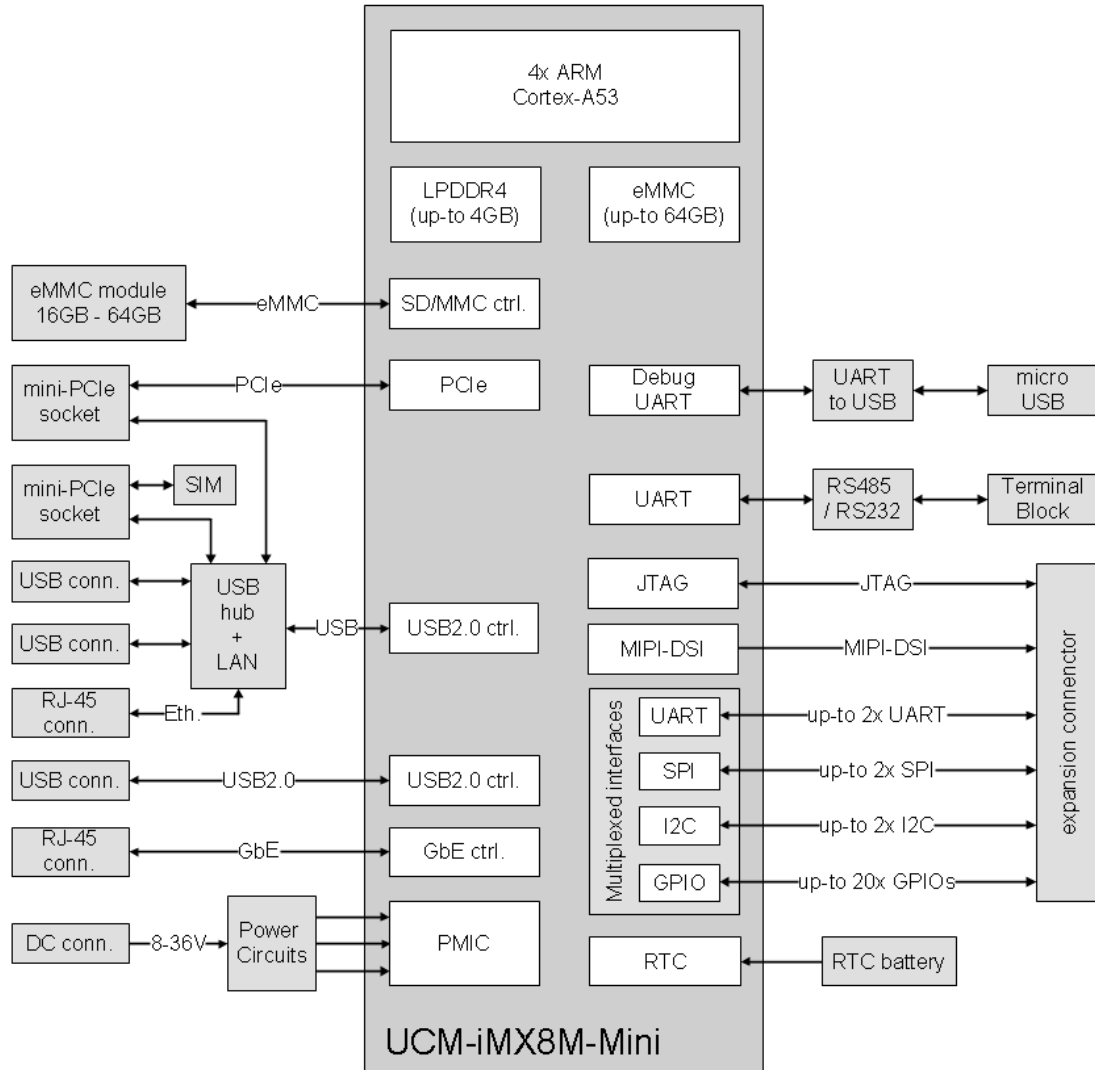 4x ARM
Cortex-A53
LPDDR4
(up-to 4GB)
eMMC
(up-to 64GB)
eMMC module
16GB - 64GB
eMMC
SD/MMC ctrl.
mini-PCIe
socket
PCIe
PCIe
Debug
UART
UART
to USB
micro
USB
mini-PCIe
socket
SIM
UART
RS485
/ RS232
Terminal
Block
USB conn.
USB
hub
+
LAN
JTAG
JTAG
USB conn.
USB
USB2.0 ctrl.
MIPI-DSI
MIPI-DSI
RJ-45
conn.
Eth.
Multiplexed interfaces
UART
up-to 2x UART
SPI
up-to 2x SPI
I2C
up-to 2x I2C
GPIO
up-to 20x GPIOs
expansion connenctor
USB conn.
USB2.0
USB2.0 ctrl.
RJ-45
conn.
GbE
GbE ctrl.
DC conn.
8-36V
Power
Circuits
PMIC
RTC
RTC battery
UCM-iMX8M-Mini